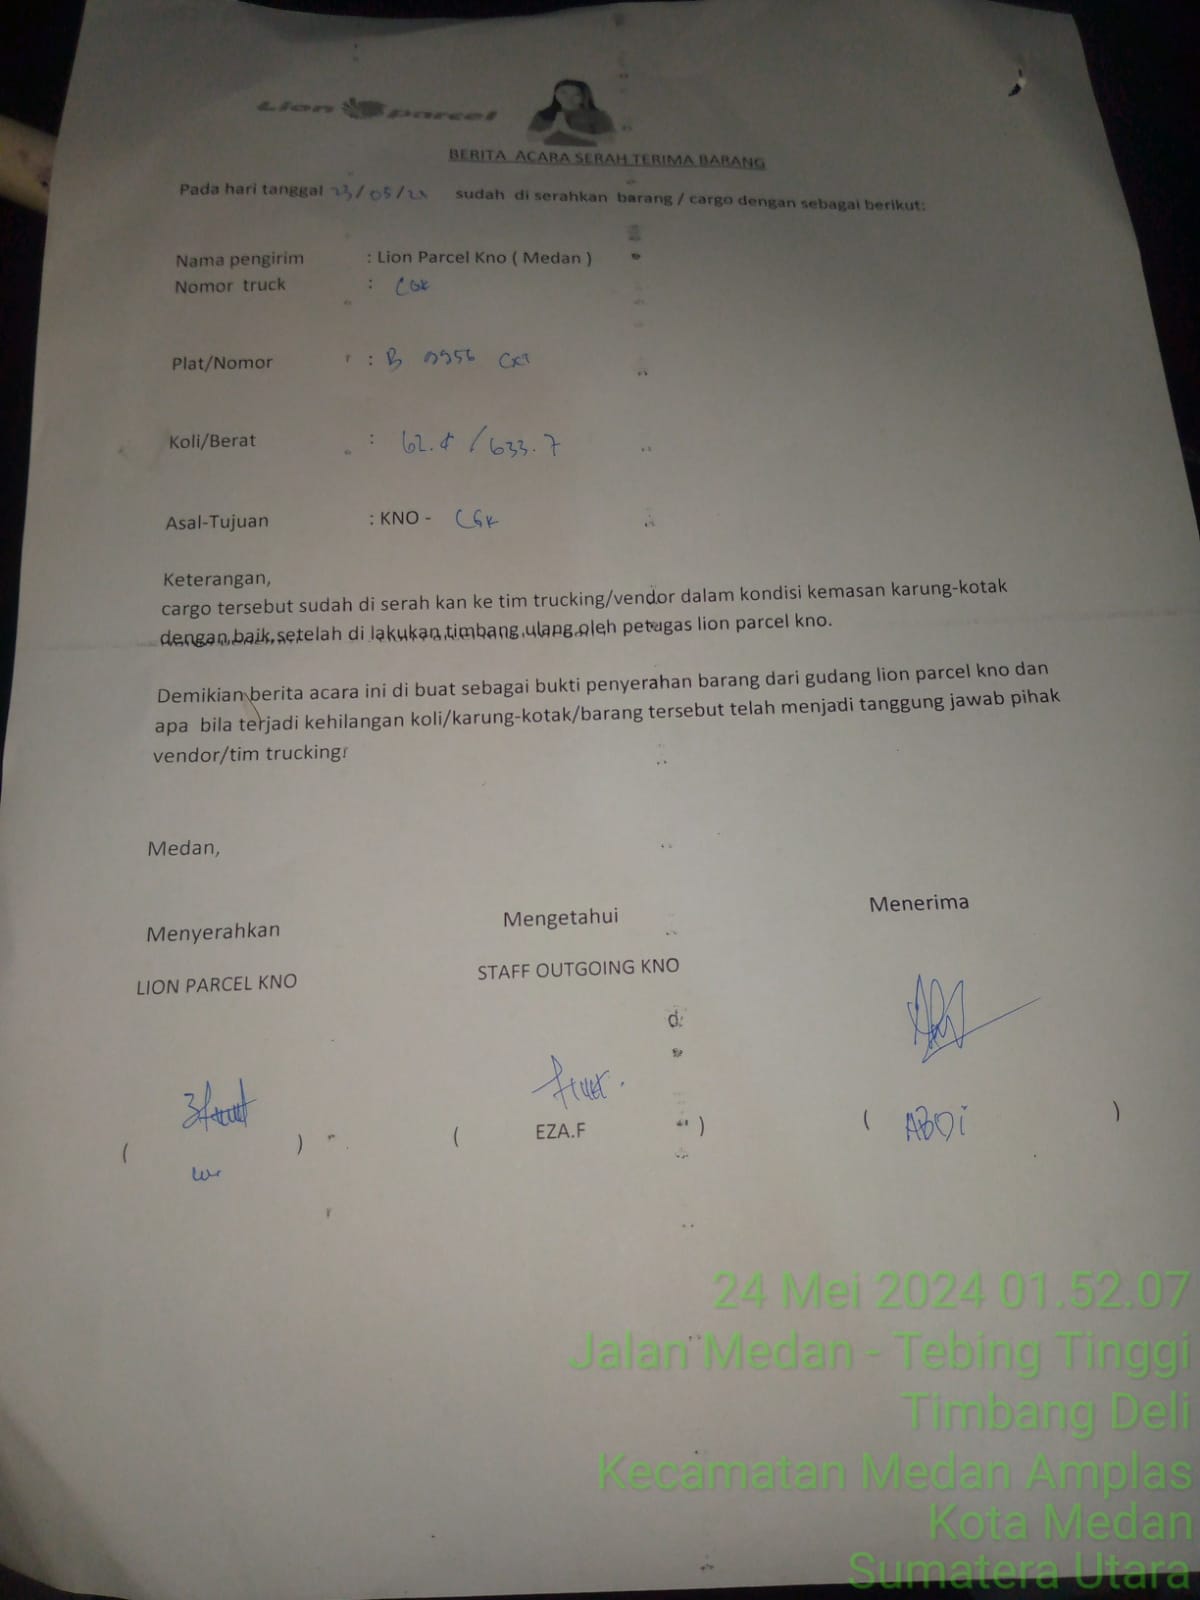 Lion parcel
BERITA ACARA SERAH TERIMA BARANG
Pada hari tanggal 23/05/24 sudah di serahkan barang / cargo dengan sebagai berikut:
Nama pengirim : Lion Parcel Kno ( Medan )
Nomor truck : CGK
Plat/Nomor : B 9956 CXT
Koli/Berat : 62. / 633.7
Asal-Tujuan : KNO - CGK
Keterangan,
cargo tersebut sudah di serah kan ke tim trucking/vendor dalam kondisi kemasan karung-kotak
dengan baik,setelah di lakukan timbang ulang oleh petugas lion parcel kno.
Demikian berita acara ini di buat sebagai bukti penyerahan barang dari gudang lion parcel kno dan
apa bila terjadi kehilangan koli/karung-kotak/barang tersebut telah menjadi tanggung jawab pihak
vendor/tim trucking
Medan,
Menyerahkan Mengetahui Menerima
LION PARCEL KNO STAFF OUTGOING KNO
( ) ( EZA.F ) ( ABDi )
24 Mei 2024 01.52.07
Jalan Medan - Tebing Tinggi
Timbang Deli
Kecamatan Medan Amplas
Kota Medan
Sumatera Utara